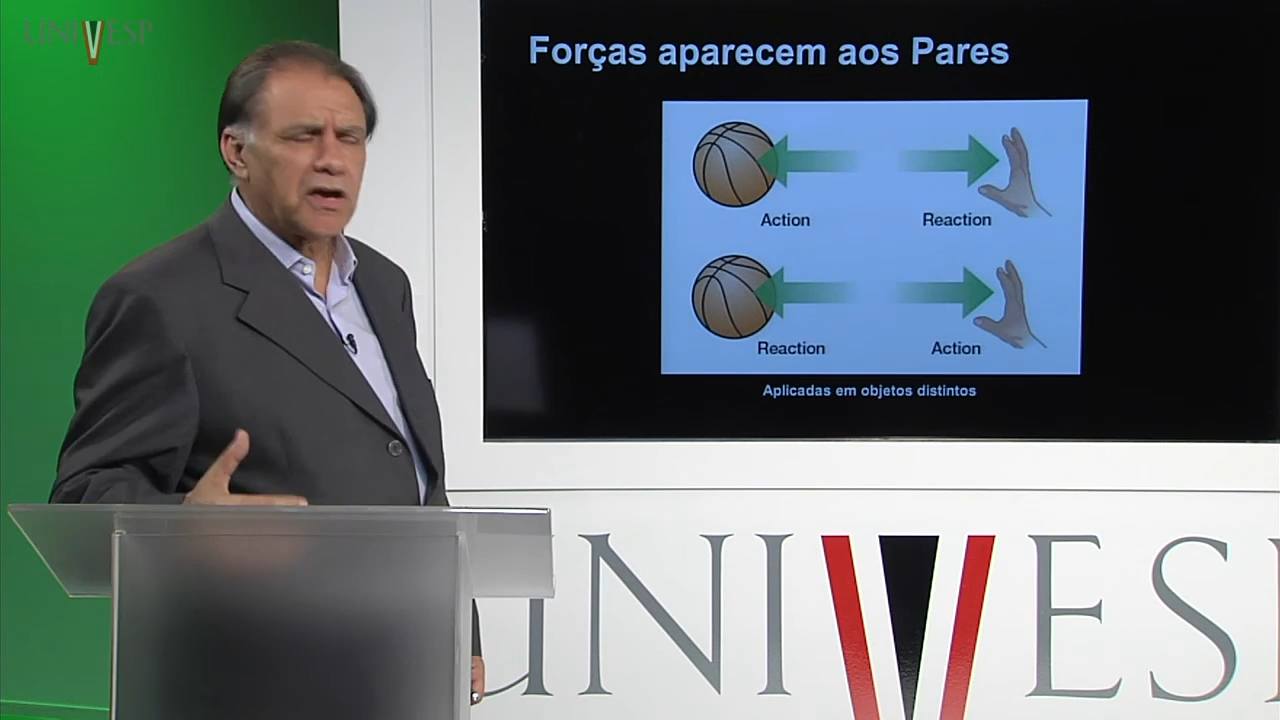 UNIVESP
Forças aparecem aos Pares
Action
Reaction
Reaction
Action
Aplicadas em objetos distintos
UNIVESP